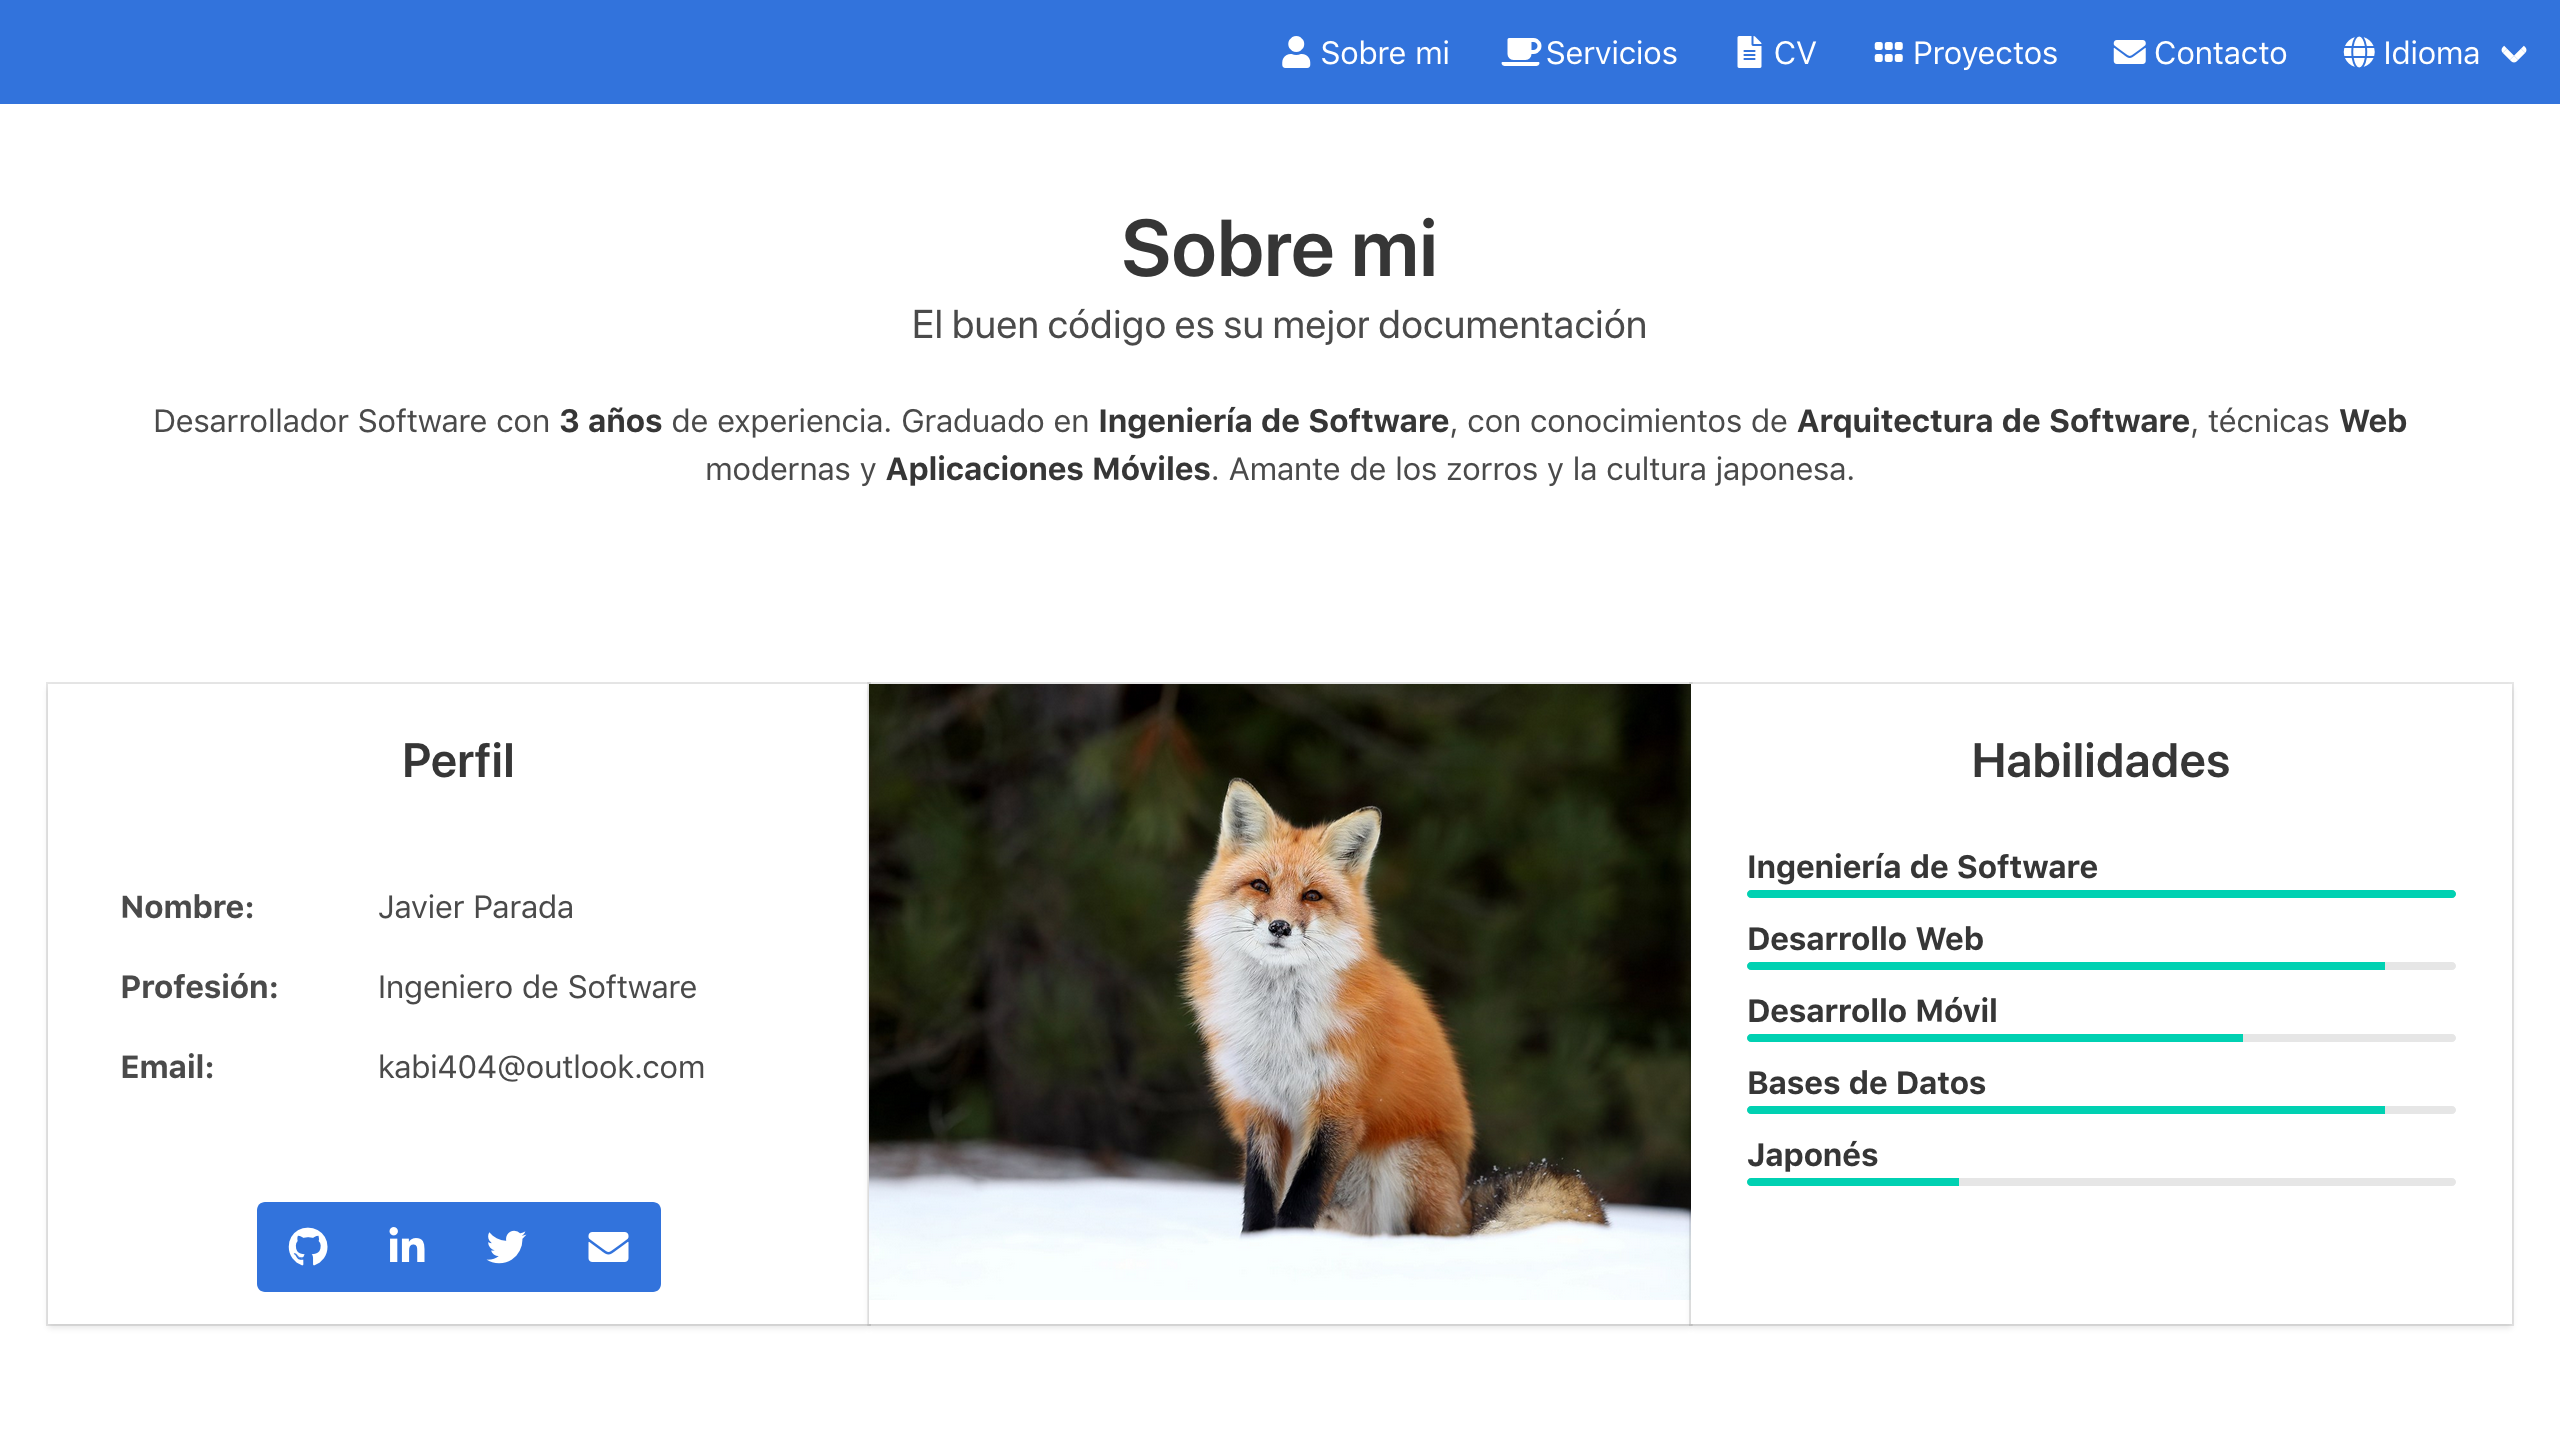 Sobre mi Servicios CV Proyectos Contacto Idioma
Sobre mi
El buen código es su mejor documentación
Desarrollador Software con 3 años de experiencia. Graduado en Ingeniería de Software, con conocimientos de Arquitectura de Software, técnicas Web
modernas y Aplicaciones Móviles. Amante de los zorros y la cultura japonesa.
Perfil
Nombre: Javier Parada
Profesión: Ingeniero de Software
Email: kabi404@outlook.com
Habilidades
Ingeniería de Software
Desarrollo Web
Desarrollo Móvil
Bases de Datos
Japonés